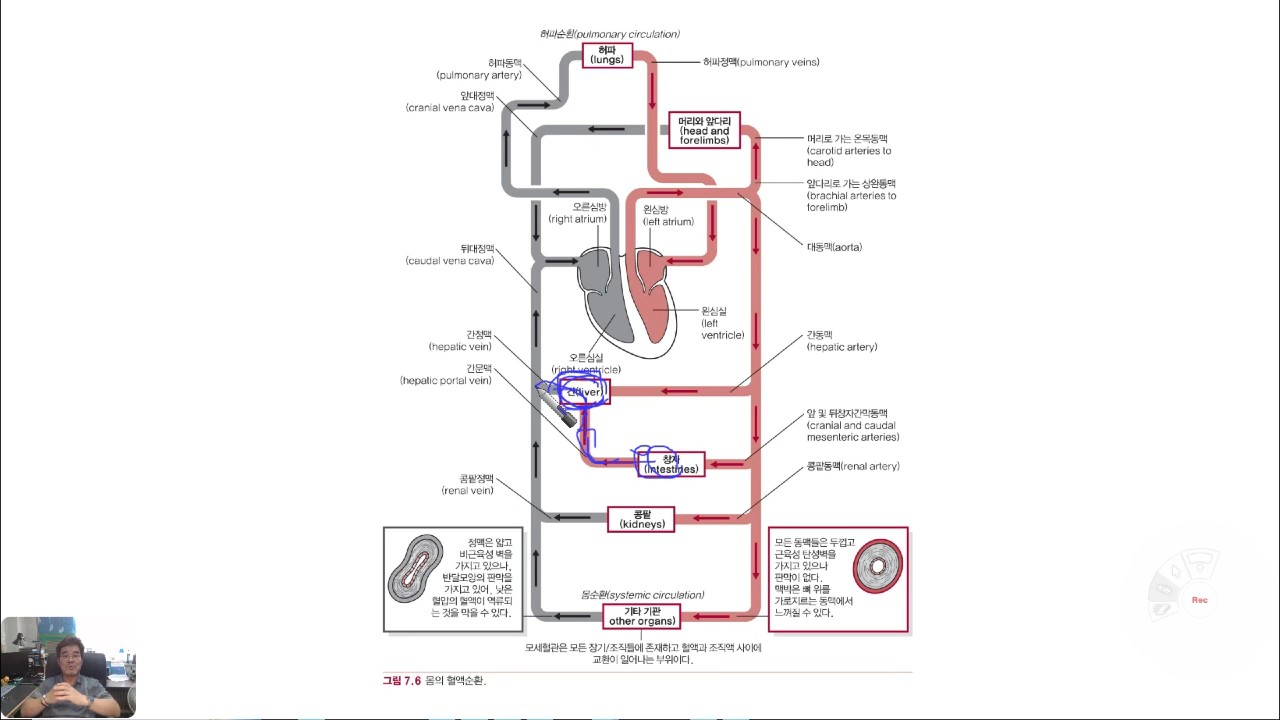 허파순환(pulmonary circulation)
허파
(lungs)
허파동맥
(pulmonary artery)
허파정맥(pulmonary veins)
앞대정맥
(cranial vena cava)
머리와 앞다리
(head and
forelimbs)
머리로 가는 온목동맥
(carotid arteries to
head)
앞다리로 가는 상완동맥
(brachial arteries to
forelimb)
오른심방
(right atrium)
왼심방
(left atrium)
대동맥(aorta)
뒤대정맥
(caudal vena cava)
왼심실
(left
ventricle)
간정맥
(hepatic vein)
간동맥
(hepatic artery)
오른심실
(right ventricle)
간문맥
(hepatic portal vein)
간(liver)
앞 및 뒤창자간막동맥
(cranial and caudal
mesenteric arteries)
창자
(intestines)
콩팥동맥(renal artery)
콩팥정맥
(renal vein)
콩팥
(kidneys)
정맥은 얇고
비근육성 벽을
가지고 있으나,
반달모양의 판막을
가지고 있어, 낮은
혈압의 혈액이 역류되
는 것을 막을 수 있다.
모든 동맥들은 두껍고
근육성 탄성벽을
가지고 있으나
판막이 없다.
맥박은 뼈 위를
가로지르는 동맥에서
느껴질 수 있다.
몸순환(systemic circulation)
기타 기관
other organs)
모세혈관은 모든 장기/조직들에 존재하고 혈액과 조직액 사이에
교환이 일어나는 부위이다.
그림 7.6 몸의 혈액순환.
Rec